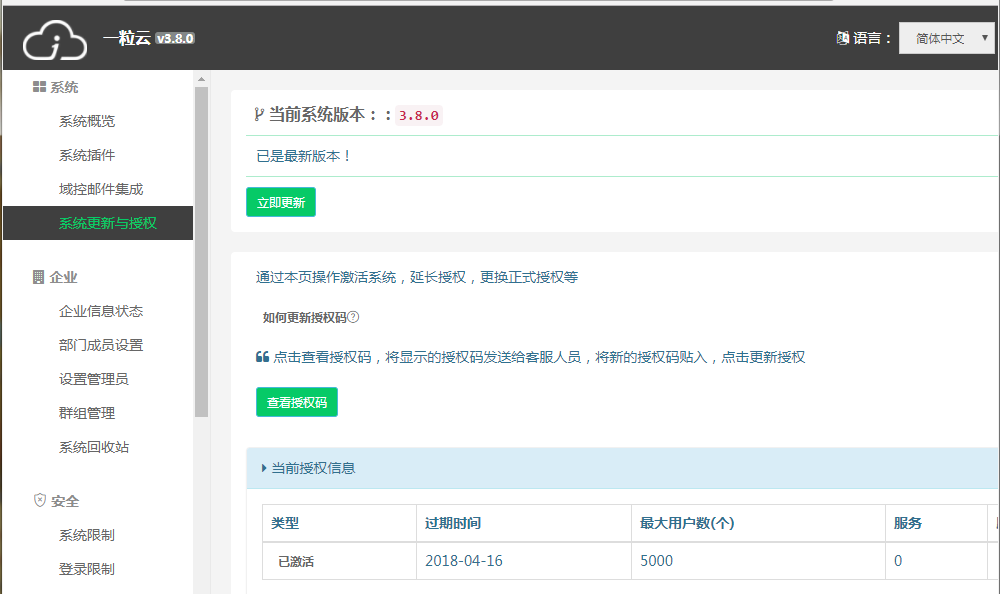 一粒云 v3.8.0
语言： 简体中文
系统
系统概览
系统插件
域控邮件集成
系统更新与授权
企业
企业信息状态
部门成员设置
设置管理员
群组管理
系统回收站
安全
系统限制
登录限制
当前系统版本：：3.8.0
已是最新版本！
立即更新
通过本页操作激活系统，延长授权，更换正式授权等
如何更新授权码
点击查看授权码，将显示的授权码发送给客服人员，将新的授权码贴入，点击更新授权
查看授权码
当前授权信息
类型 过期时间 最大用户数(个) 服务
已激活 2018-04-16 5000 0